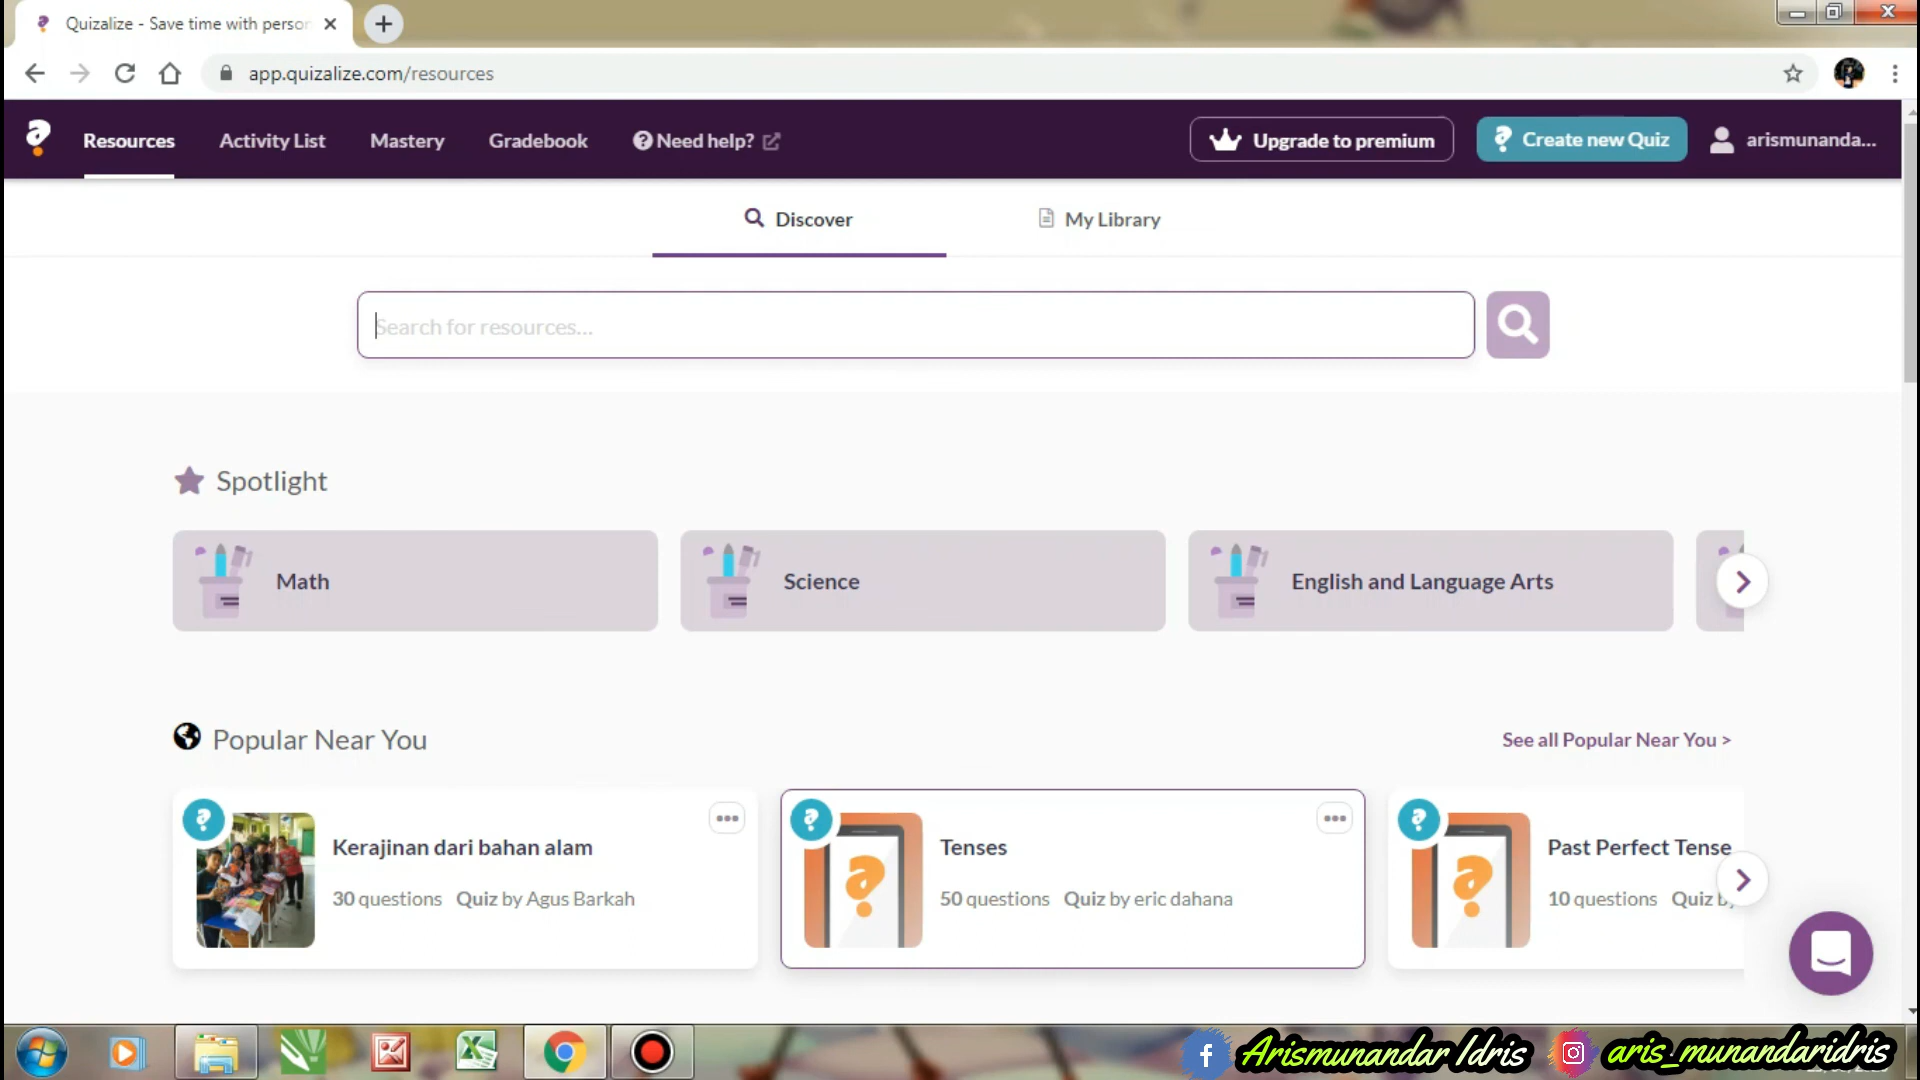 Quizalize - Save time with person
app.quizalize.com/resources
Resources
Activity List
Mastery
Gradebook
Need help?
Upgrade to premium
Create new Quiz
arismunanda...
Discover
My Library
Search for resources...
Spotlight
Math
Science
English and Language Arts
Popular Near You
See all Popular Near You >
Kerajinan dari bahan alam
30 questions Quiz by Agus Barkah
Tenses
50 questions Quiz by eric dahana
Past Perfect Tense
10 questions Quiz
Arismunandar Idris
aris_munandaridris